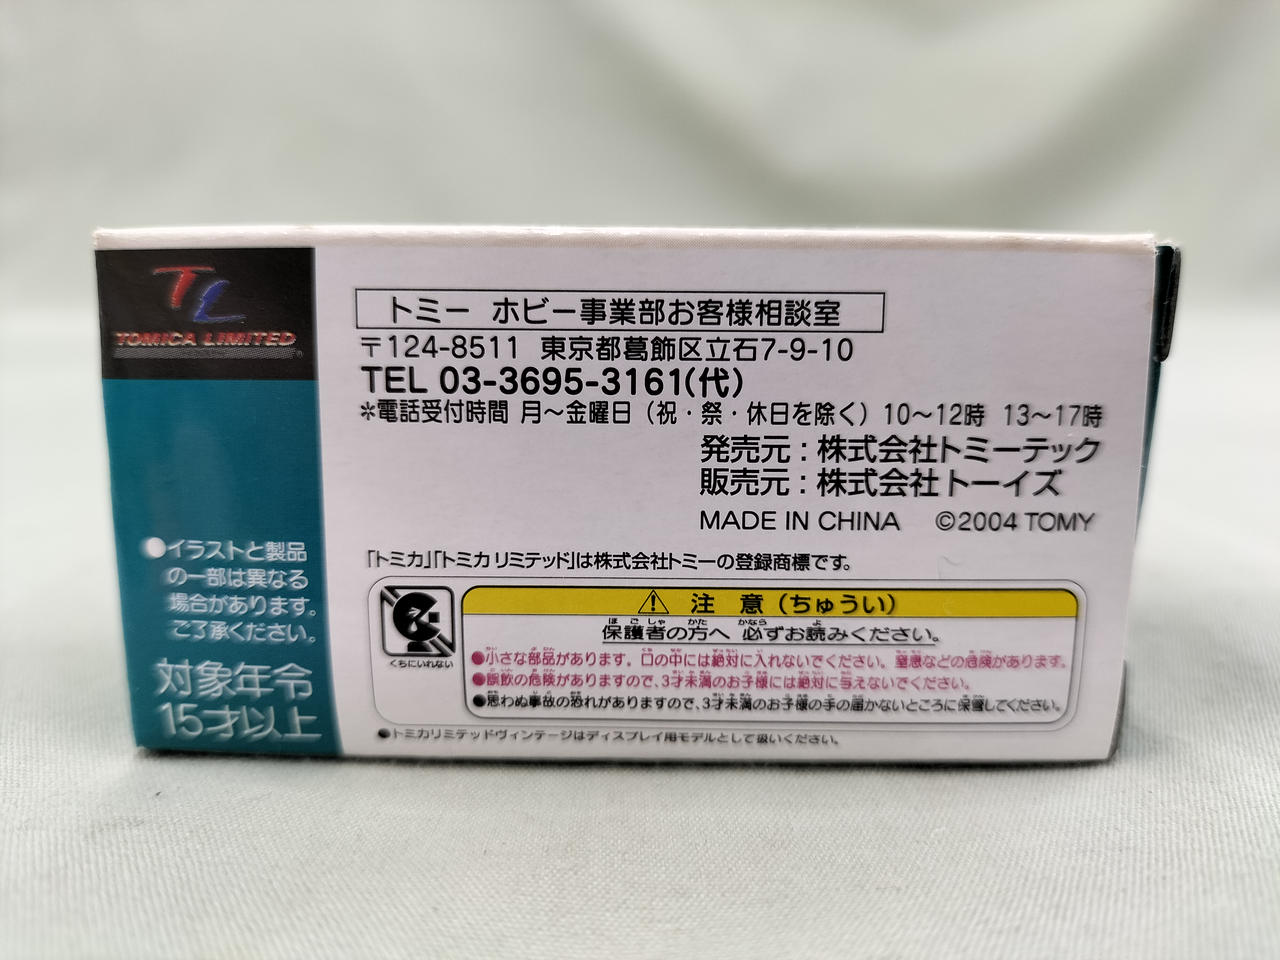 TL
TOMICA LIMITED
●イラストと製品
の一部は異なる
場合があります。
ご了承ください。
対象年令
15才以上
トミー ホビー事業部お客様相談室
〒124-8511 東京都葛飾区立石7-9-10
TEL 03-3695-3161(代)
＊電話受付時間 月～金曜日（祝・祭・休日を除く）10～12時 13～17時
発売元：株式会社トミーテック
販売元：株式会社トーイズ
MADE IN CHINA ©2004 TOMY
「トミカ」「トミカ リミテッド」は株式会社トミーの登録商標です。
くちにいれない
⚠ 注 意（ちゅうい）
ほごしゃ かた かなら よ
保護者の方へ 必ずお読みください。
●小さな部品があります。口の中には絶対に入れないでください。窒息などの危険があります。
●誤飲の危険がありますので、3才未満のお子様には絶対に与えないでください。
●思わぬ事故の恐れがありますので、3才未満のお子様の手の届かないところに保管してください。
●トミカリミテッドヴィンテージはディスプレイ用モデルとして扱いください。